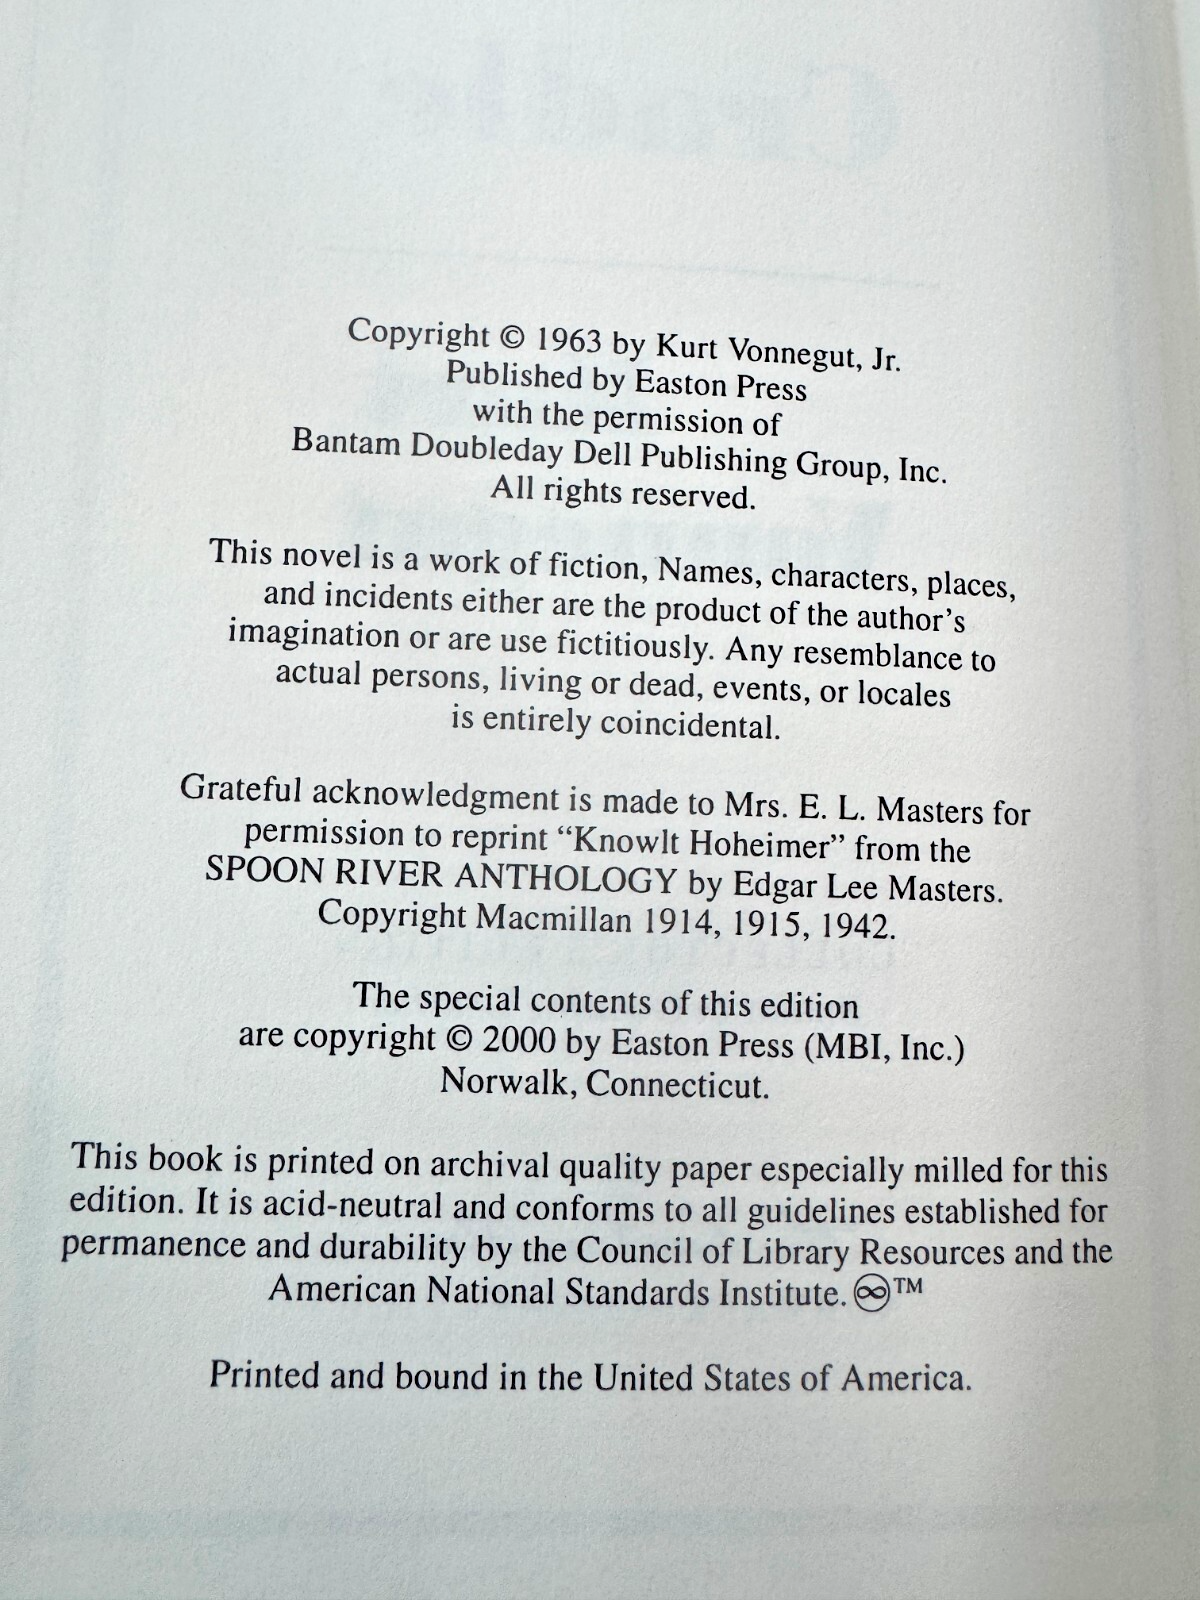 Copyright © 1963 by Kurt Vonnegut, Jr.
Published by Easton Press
with the permission of
Bantam Doubleday Dell Publishing Group, Inc.
All rights reserved.
This novel is a work of fiction, Names, characters, places,
and incidents either are the product of the author's
imagination or are use fictitiously. Any resemblance to
actual persons, living or dead, events, or locales
is entirely coincidental.
Grateful acknowledgment is made to Mrs. E. L. Masters for
permission to reprint “Knowlt Hoheimer” from the
SPOON RIVER ANTHOLOGY by Edgar Lee Masters.
Copyright Macmillan 1914, 1915, 1942.
The special contents of this edition
are copyright © 2000 by Easton Press (MBI, Inc.)
Norwalk, Connecticut.
This book is printed on archival quality paper especially milled for this
edition. It is acid-neutral and conforms to all guidelines established for
permanence and durability by the Council of Library Resources and the
American National Standards Institute. ♾™
Printed and bound in the United States of America.